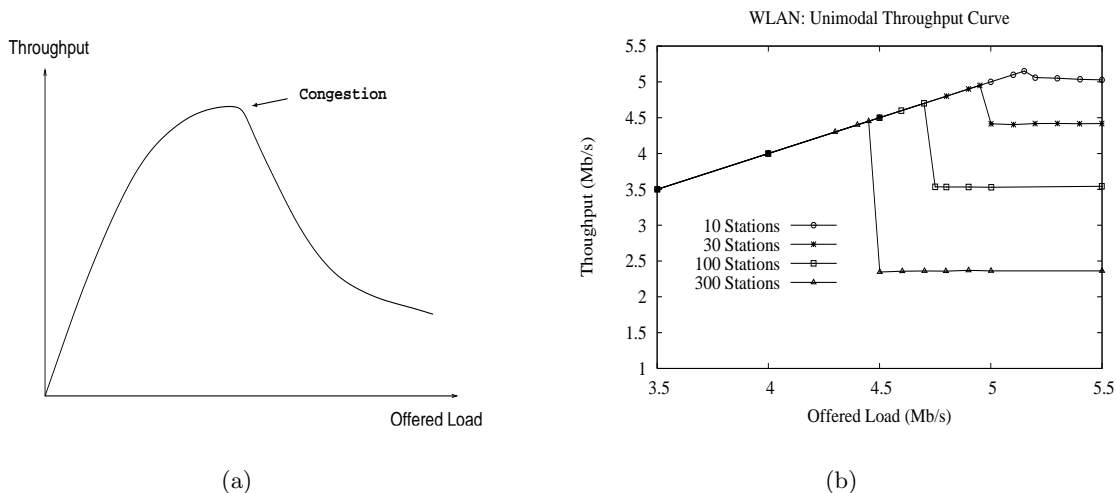 Throughput
Congestion
Offered Load
(a)
WLAN: Unimodal Throughput Curve
5.5
5
4.5
4
3.5
3
2.5
2
1.5
1
Thoughput (Mb/s)
10 Stations
30 Stations
100 Stations
300 Stations
3.5 4 4.5 5 5.5
Offered Load (Mb/s)
(b)